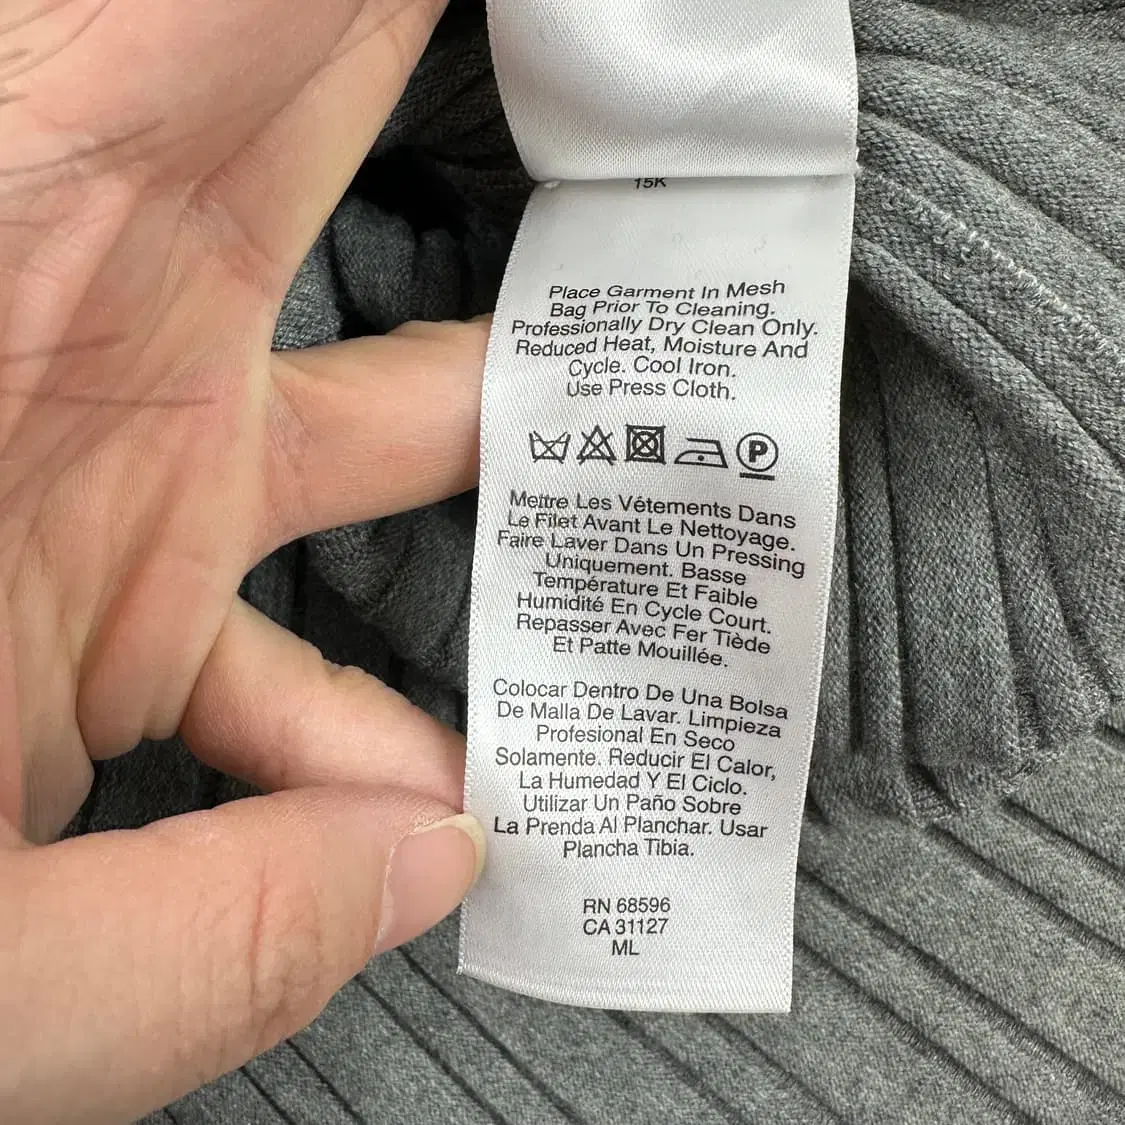 15K
Place Garment In Mesh
Bag Prior To Cleaning.
Professionally Dry Clean Only.
Reduced Heat, Moisture And
Cycle. Cool Iron.
Use Press Cloth.
P
Mettre Les Vêtements Dans
Le Filet Avant Le Nettoyage.
Faire Laver Dans Un Pressing
Uniquement. Basse
Température Et Faible
Humidité En Cycle Court.
Repasser Avec Fer Tiède
Et Patte Mouillée.
Colocar Dentro De Una Bolsa
De Malla De Lavar. Limpieza
Profesional En Seco
Solamente. Reducir El Calor,
La Humedad Y El Ciclo.
Utilizar Un Paño Sobre
La Prenda Al Planchar. Usar
Plancha Tibia.
RN 68596
CA 31127
ML